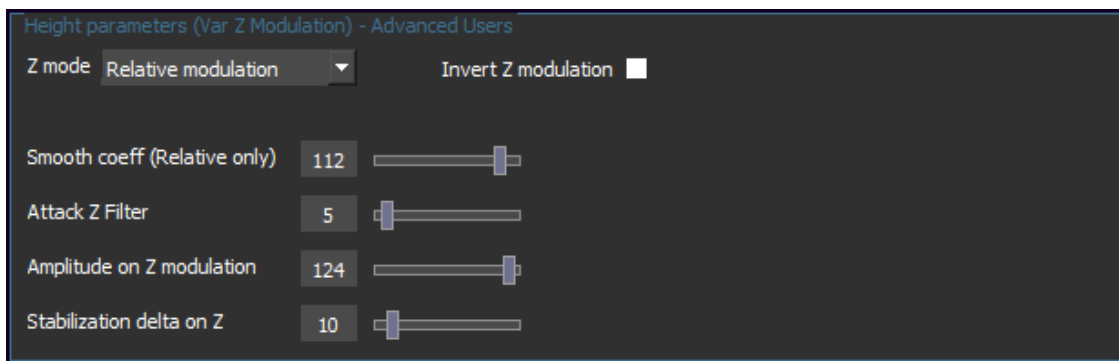 Height parameters (Var Z Modulation) - Advanced Users
Z mode Relative modulation Invert Z modulation
Smooth coeff (Relative only) 112
Attack Z Filter 5
Amplitude on Z modulation 124
Stabilization delta on Z 10